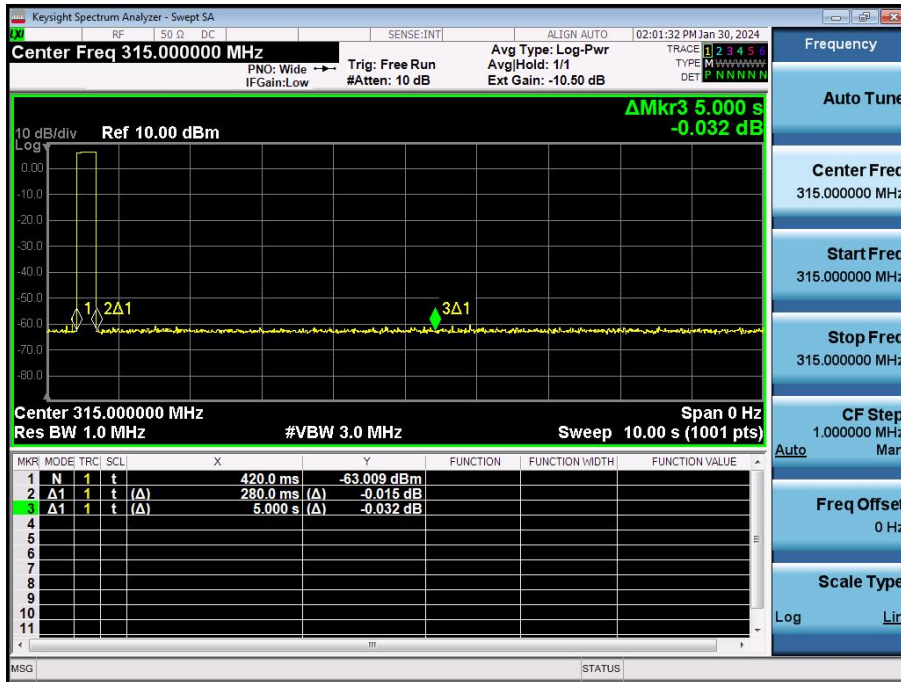 Keysight Spectrum Analyzer - Swept SA
LXI RF 50 Ω DC SENSE:INT ALIGN AUTO 02:01:32 PM Jan 30, 2024
Center Freq 315.000000 MHz
PNO: Wide
IFGain:Low
Trig: Free Run
#Atten: 10 dB
Avg Type: Log-Pwr
Avg|Hold: 1/1
Ext Gain: -10.50 dB
TRACE 1 2 3 4 5 6
TYPE M WWWWW
DET P N N N N N
ΔMkr3 5.000 s
-0.032 dB
10 dB/div Ref 10.00 dBm
Log
0.00
-10.0
-20.0
-30.0
-40.0
-50.0
-60.0
-70.0
-80.0
1 2Δ1 3Δ1
Center 315.000000 MHz Span 0 Hz
Res BW 1.0 MHz #VBW 3.0 MHz Sweep 10.00 s (1001 pts)
MKR MODE TRC SCL X Y FUNCTION FUNCTION WIDTH FUNCTION VALUE
1 N 1 t 420.0 ms -63.009 dBm
2 Δ1 1 t (Δ) 280.0 ms (Δ) -0.015 dB
3 Δ1 1 t (Δ) 5.000 s (Δ) -0.032 dB
4
5
6
7
8
9
10
11
MSG STATUS
Frequency
Auto Tune
Center Freq
315.000000 MHz
Start Freq
315.000000 MHz
Stop Freq
315.000000 MHz
CF Step
1.000000 MHz
Auto Man
Freq Offset
0 Hz
Scale Type
Log Lin